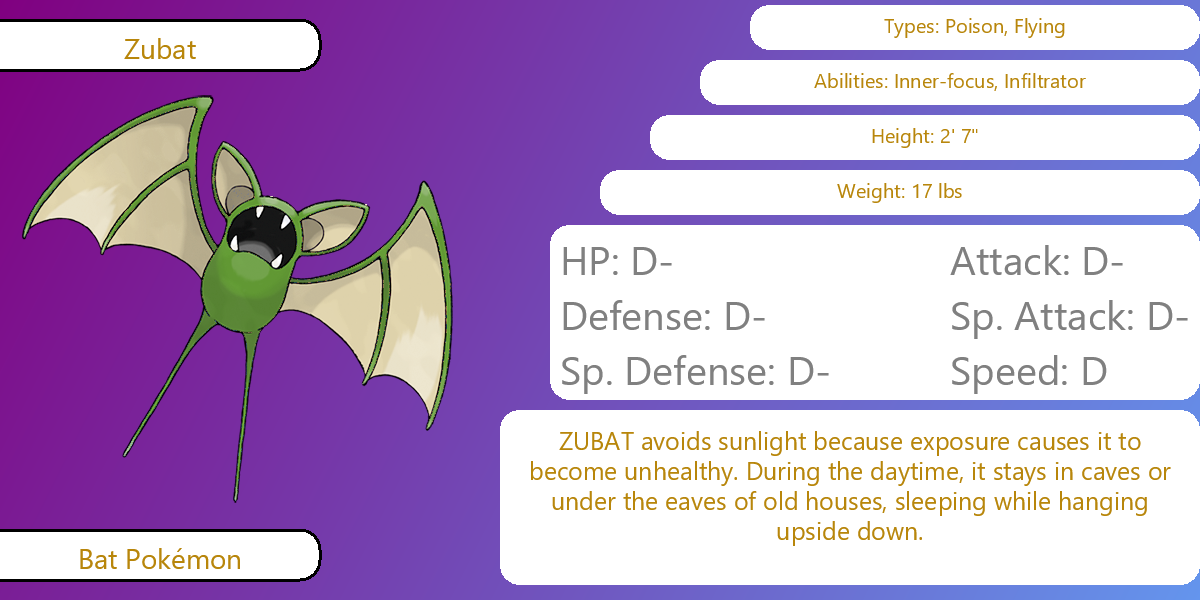 Zubat
Types: Poison, Flying
Abilities: Inner-focus, Infiltrator
Height: 2' 7"
Weight: 17 lbs
HP: D- Attack: D-
Defense: D- Sp. Attack: D-
Sp. Defense: D- Speed: D
ZUBAT avoids sunlight because exposure causes it to
become unhealthy. During the daytime, it stays in caves or
under the eaves of old houses, sleeping while hanging
upside down.
Bat Pokémon